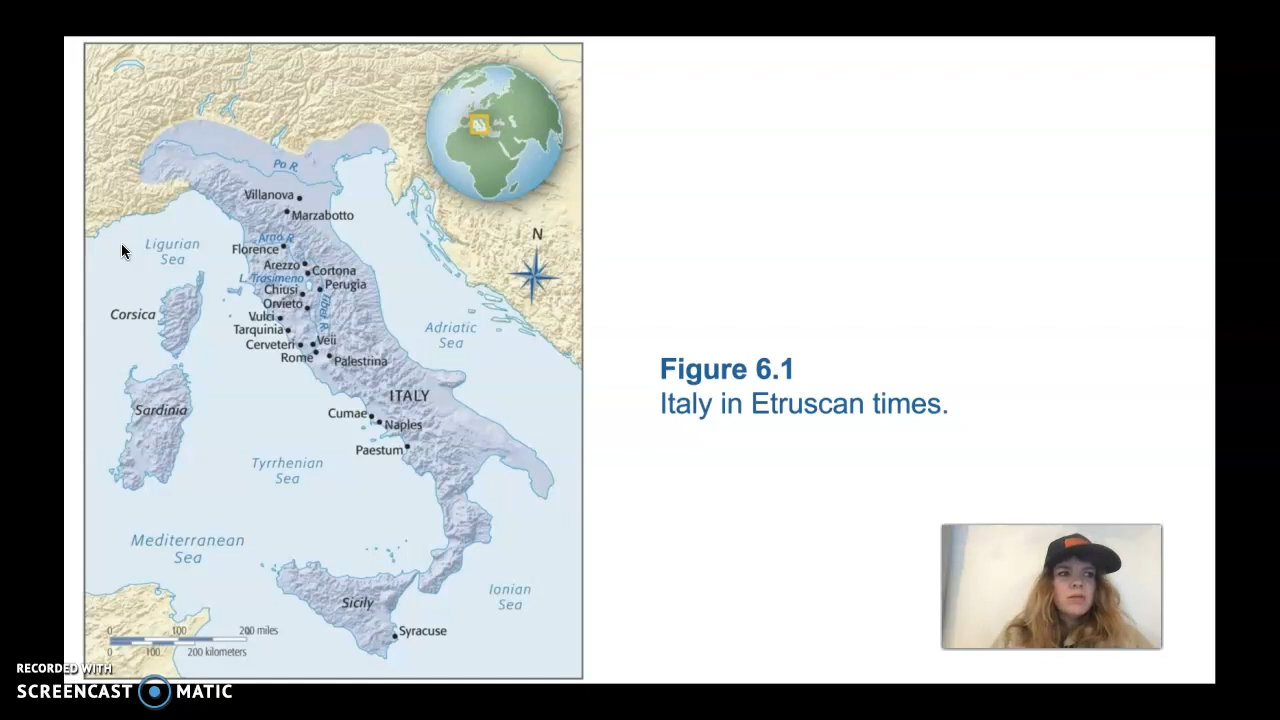 Po R.
Villanova
Marzabotto
N
Arno R.
Ligurian
Sea
Florence
Arezzo
Cortona
L. Trasimeno
Perugia
Chiusi
Orvieto
Tiber R.
Corsica
Vulci
Tarquinia
Adriatic
Sea
Cerveteri
Veii
Rome
Palestrina
Figure 6.1
ITALY
Italy in Etruscan times.
Sardinia
Cumae
Naples
Paestum
Tyrrhenian
Sea
Mediterranean
Sea
Ionian
Sea
Sicily
0 100 200 miles
Syracuse
0 100 200 kilometers
RECORDED WITH
SCREENCAST MATIC